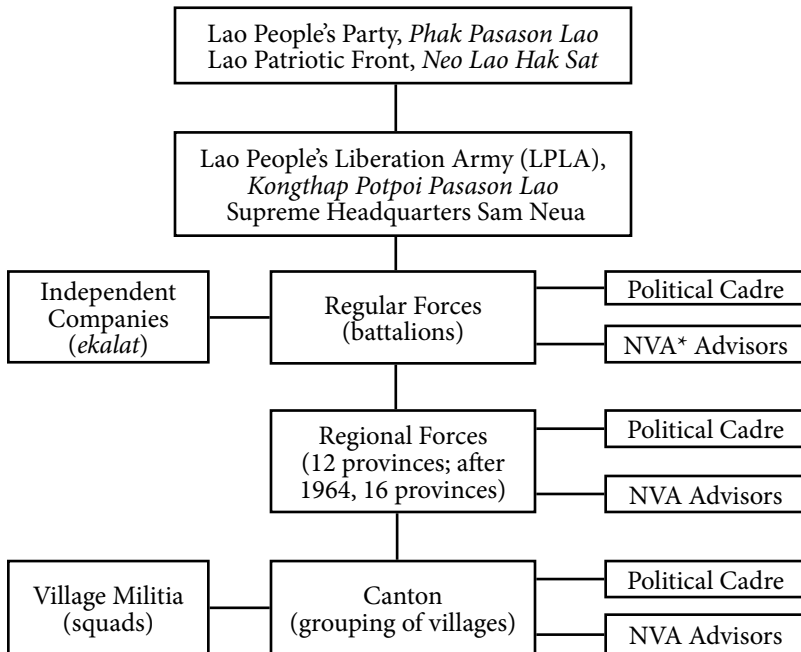 Lao People's Party, Phak Pasason Lao
Lao Patriotic Front, Neo Lao Hak Sat
Lao People's Liberation Army (LPLA),
Kongthap Potpoi Pasason Lao
Supreme Headquarters Sam Neua
Independent
Companies
(ekalat)
Regular Forces
(battalions)
Political Cadre
NVA* Advisors
Regional Forces
(12 provinces; after
1964, 16 provinces)
Political Cadre
NVA Advisors
Village Militia
(squads)
Canton
(grouping of villages)
Political Cadre
NVA Advisors